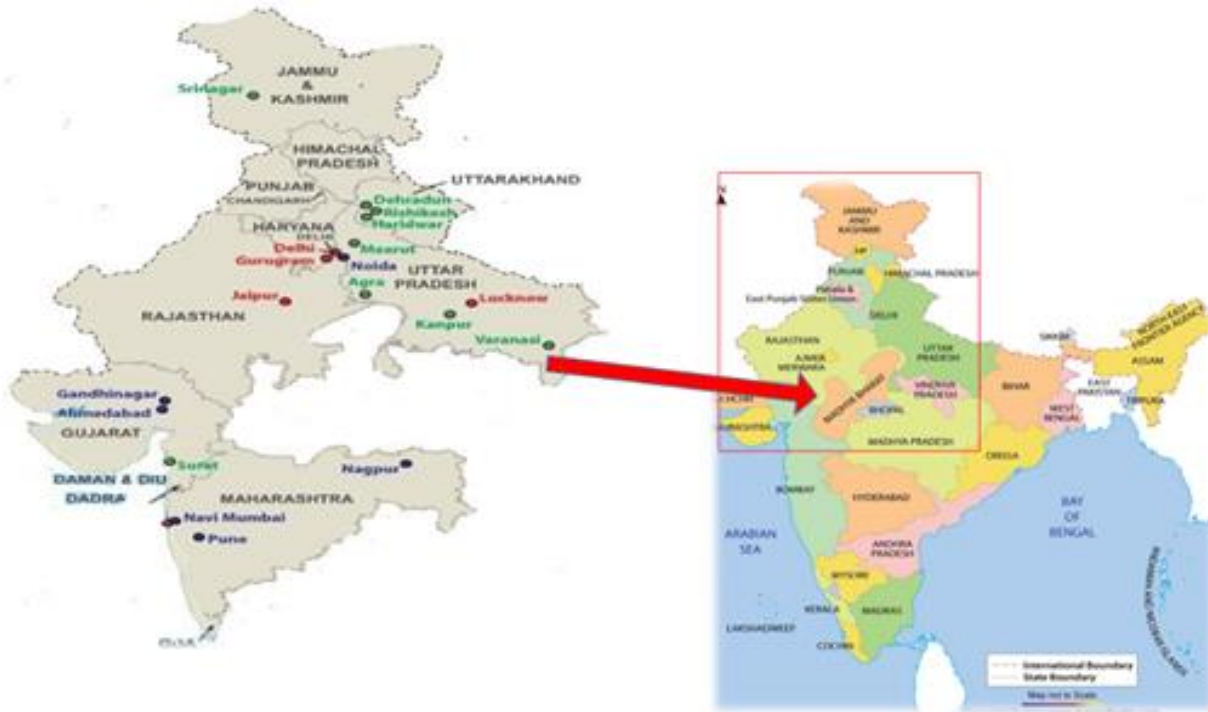 JAMMU
&
KASHMIR
Srinagar
HIMACHAL
PRADESH
PUNJAB
CHANDIGARH
UTTARAKHAND
Dehradun
Rishikesh
Haridwar
HARYANA
DELHI
Delhi
Gurugram
Meerut
Noida
UTTAR
PRADESH
Agra
Jaipur
Lucknow
RAJASTHAN
Kanpur
Varanasi
Gandhinagar
Ahmedabad
GUJARAT
Surat
DAMAN & DIU
DADRA
Nagpur
MAHARASHTRA
Navi Mumbai
Pune
N
JAMMU
AND
KASHMIR
PUNJAB
HIMACHAL PRADESH
Patiala &
East Punjab States Union
DELHI
RAJASTHAN
AJMER
MERWARA
UTTAR
PRADESH
SIKKIM
NORTH EAST
FRONTIER AGENCY
ASSAM
MADHYA BHARAT
BHOPAL
VINDHYA
PRADESH
BIHAR
EAST
PAKISTAN
TRIPURA
WEST
BENGAL
MADHYA PRADESH
ORISSA
BOMBAY
HYDERABAD
ARABIAN
SEA
BAY
OF
BENGAL
ANDHRA
PRADESH
MYSORE
KERALA
MADRAS
LAKSHADWEEP
COCHIN
International Boundary
State Boundary
Map not to Scale